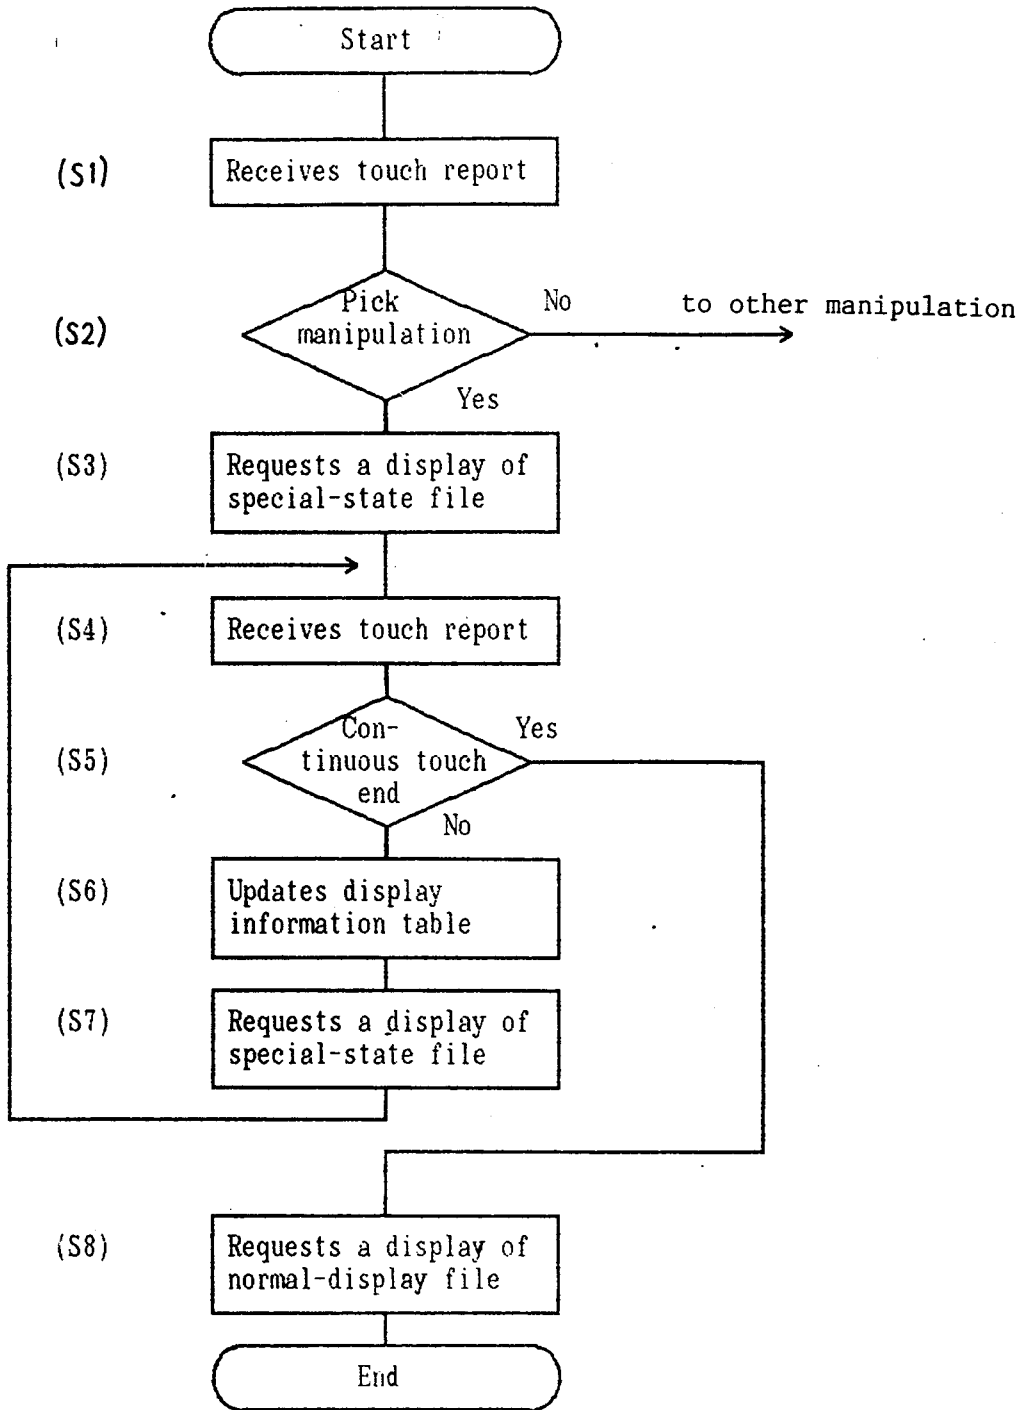 Start
(S1)
Receives touch report
(S2)
Pick
manipulation
No
to other manipulation
Yes
(S3)
Requests a display of
special-state file
(S4)
Receives touch report
(S5)
Con-
tinuous touch
end
Yes
No
(S6)
Updates display
information table
(S7)
Requests a display of
special-state file
(S8)
Requests a display of
normal-display file
End